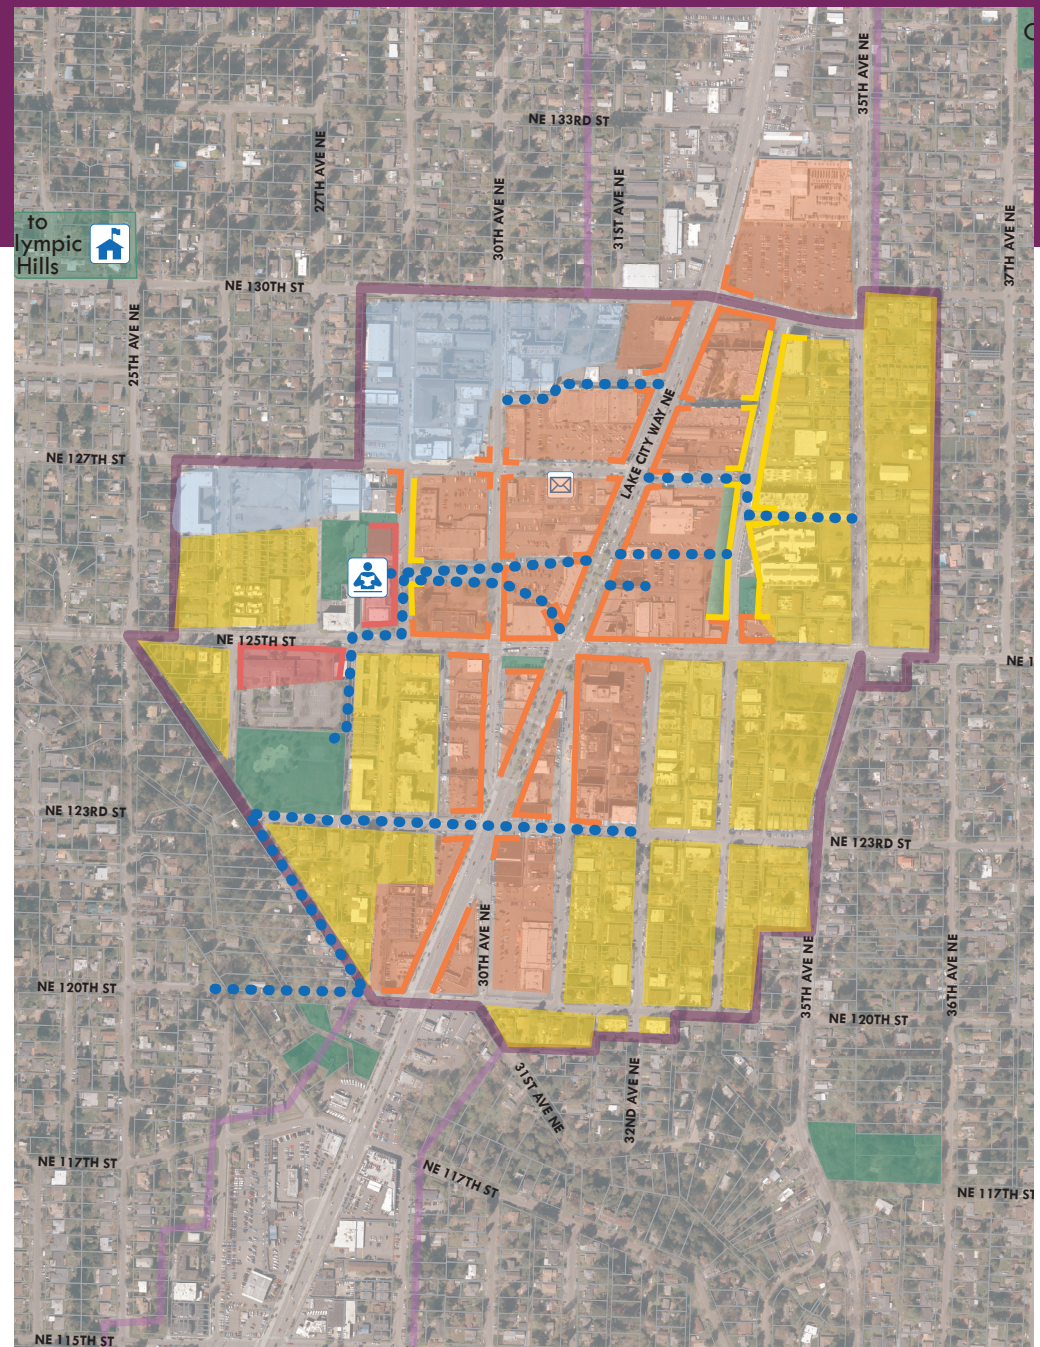 35TH AVE NE
NE 133RD ST
27TH AVE NE
30TH AVE NE
31ST AVE NE
37TH AVE NE
to
lympic
Hills
NE 130TH ST
25TH AVE NE
LAKE CITY WAY NE
NE 127TH ST
NE 125TH ST
NE 1
NE 123RD ST
NE 123RD ST
30TH AVE NE
35TH AVE NE
36TH AVE NE
NE 120TH ST
NE 120TH ST
31ST AVE NE
32ND AVE NE
NE 117TH ST
NE 117TH ST
NE 117TH ST
NE 115TH ST